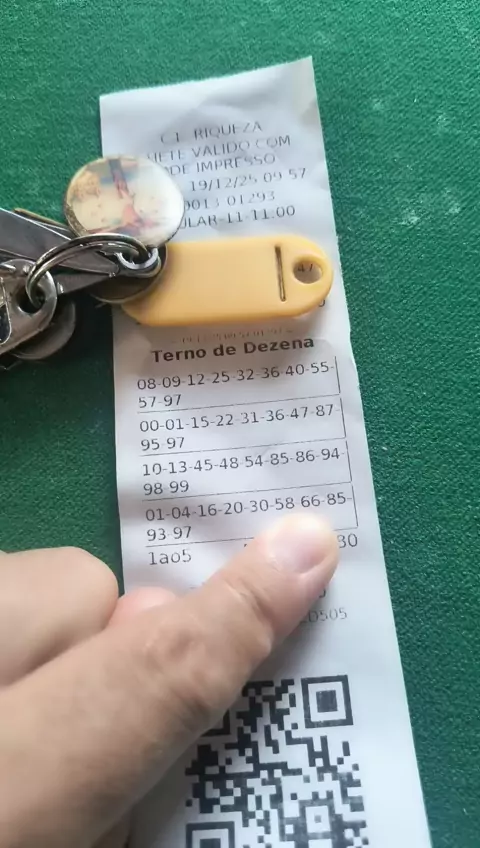 RIQUEZA
VALIDO COM
DE IMPRESSO
19/12/25 09 57
0013 01293
ULAR-11-11.00
47
Terno de Dezena
08-09-12-25-32-36-40-55-
57-97
00-01-15-22-31-36-47-87-
95-97
10-13-45-48-54-85-86-94-
98-99
01-04-16-20-30-58 66-85-
93-97
1ao5 30